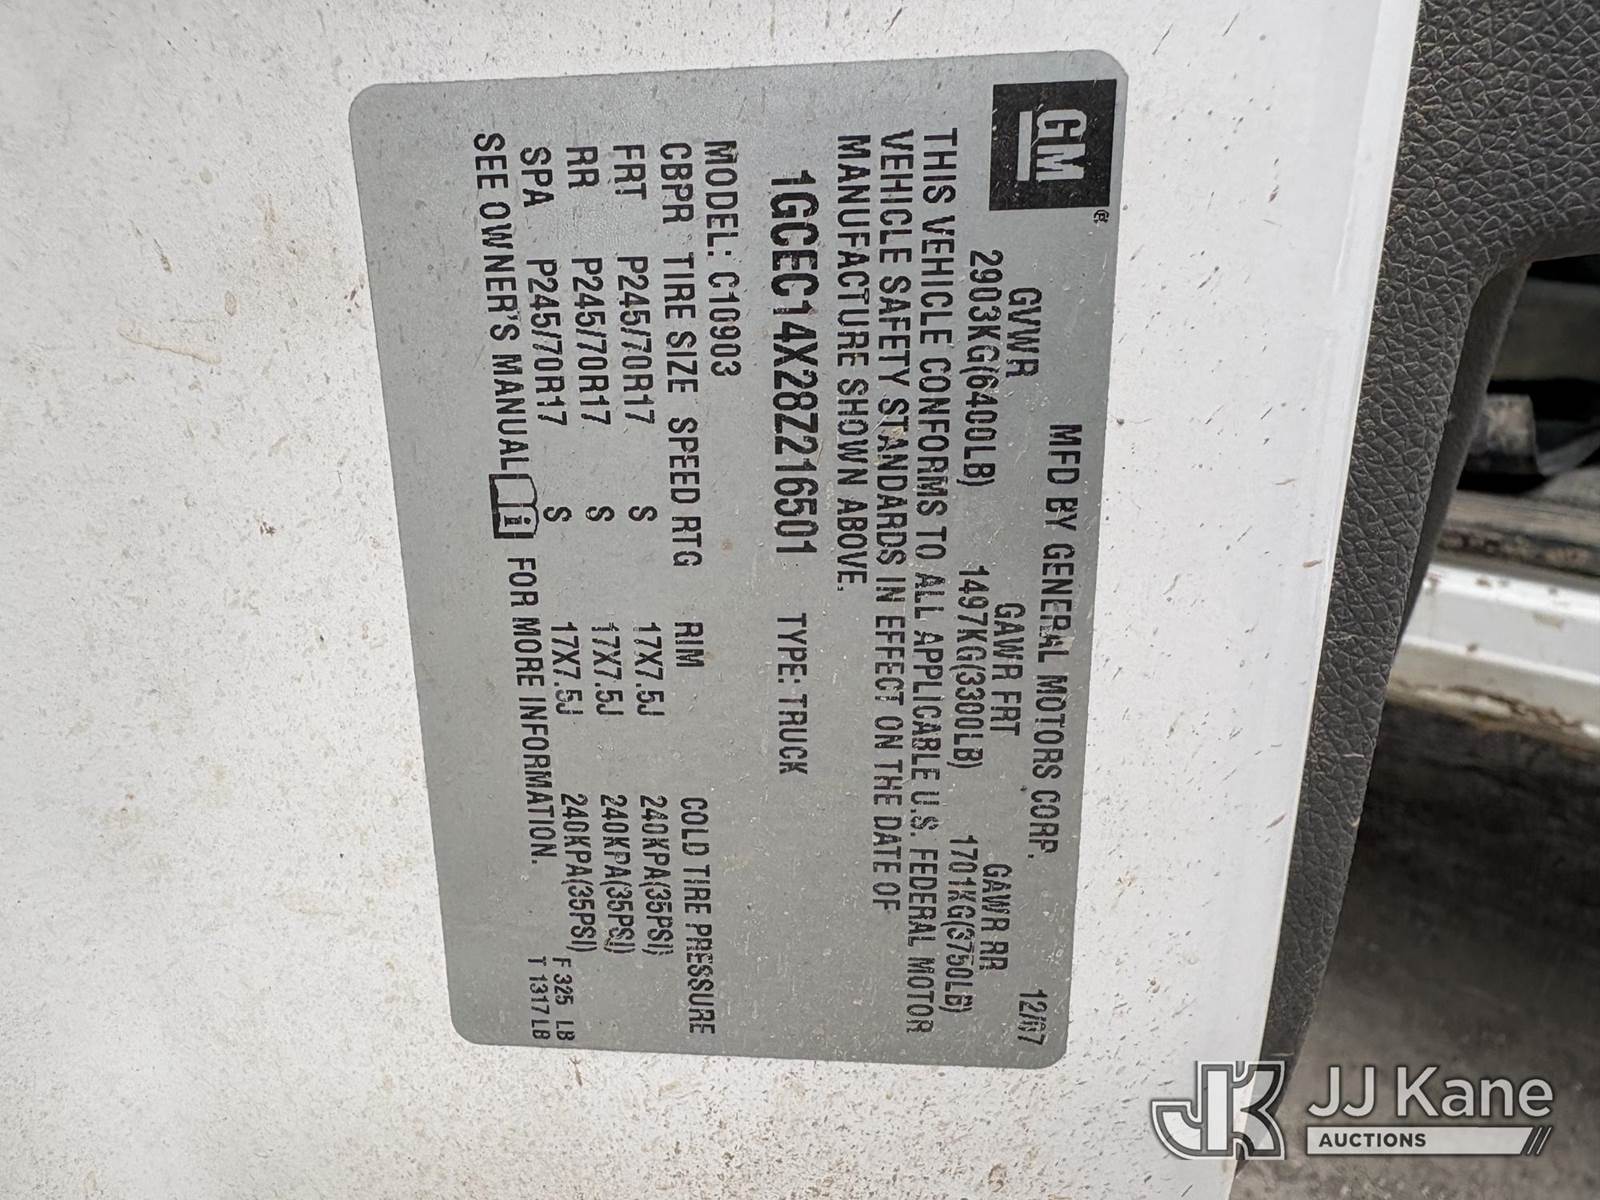 GM®
MFD BY GENERAL MOTORS CORP. 12/07
GVWR GAWR FRT GAWR RR
2903KG(6400LB) 1497KG(3300LB) 1701KG(3750LB)
THIS VEHICLE CONFORMS TO ALL APPLICABLE U.S. FEDERAL MOTOR
VEHICLE SAFETY STANDARDS IN EFFECT ON THE DATE OF
MANUFACTURE SHOWN ABOVE.
1GCEC14X28Z216501 TYPE: TRUCK
MODEL: C10903
CBPR TIRE SIZE SPEED RTG RIM COLD TIRE PRESSURE
FRT P245/70R17 S 17X7.5J 240KPA(35PSI)
RR P245/70R17 S 17X7.5J 240KPA(35PSI)
SPA P245/70R17 S 17X7.5J 240KPA(35PSI) F 325 LB
SEE OWNER'S MANUAL i FOR MORE INFORMATION. T 1317 LB
JK JJ Kane
AUCTIONS